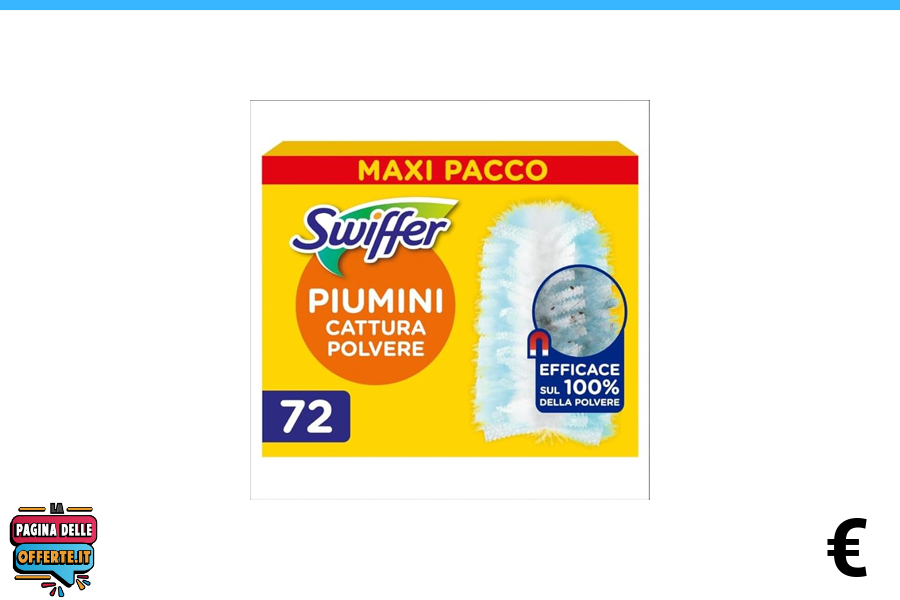 MAXI PACCO
Swiffer
PIUMINI
CATTURA
POLVERE
EFFICACE
SUL 100%
DELLA POLVERE
72
LA
PAGINA DELLE
OFFERTE.IT
€